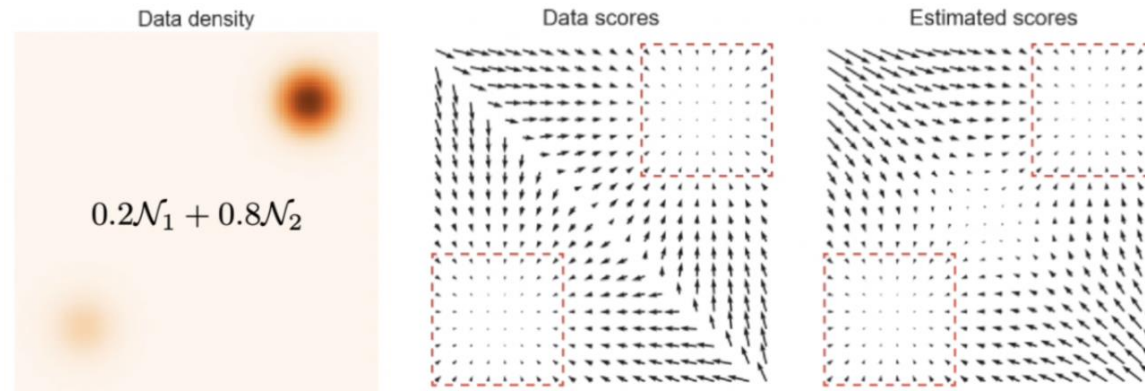 Data density
Data scores
Estimated scores
0.2𝒩₁ + 0.8𝒩₂